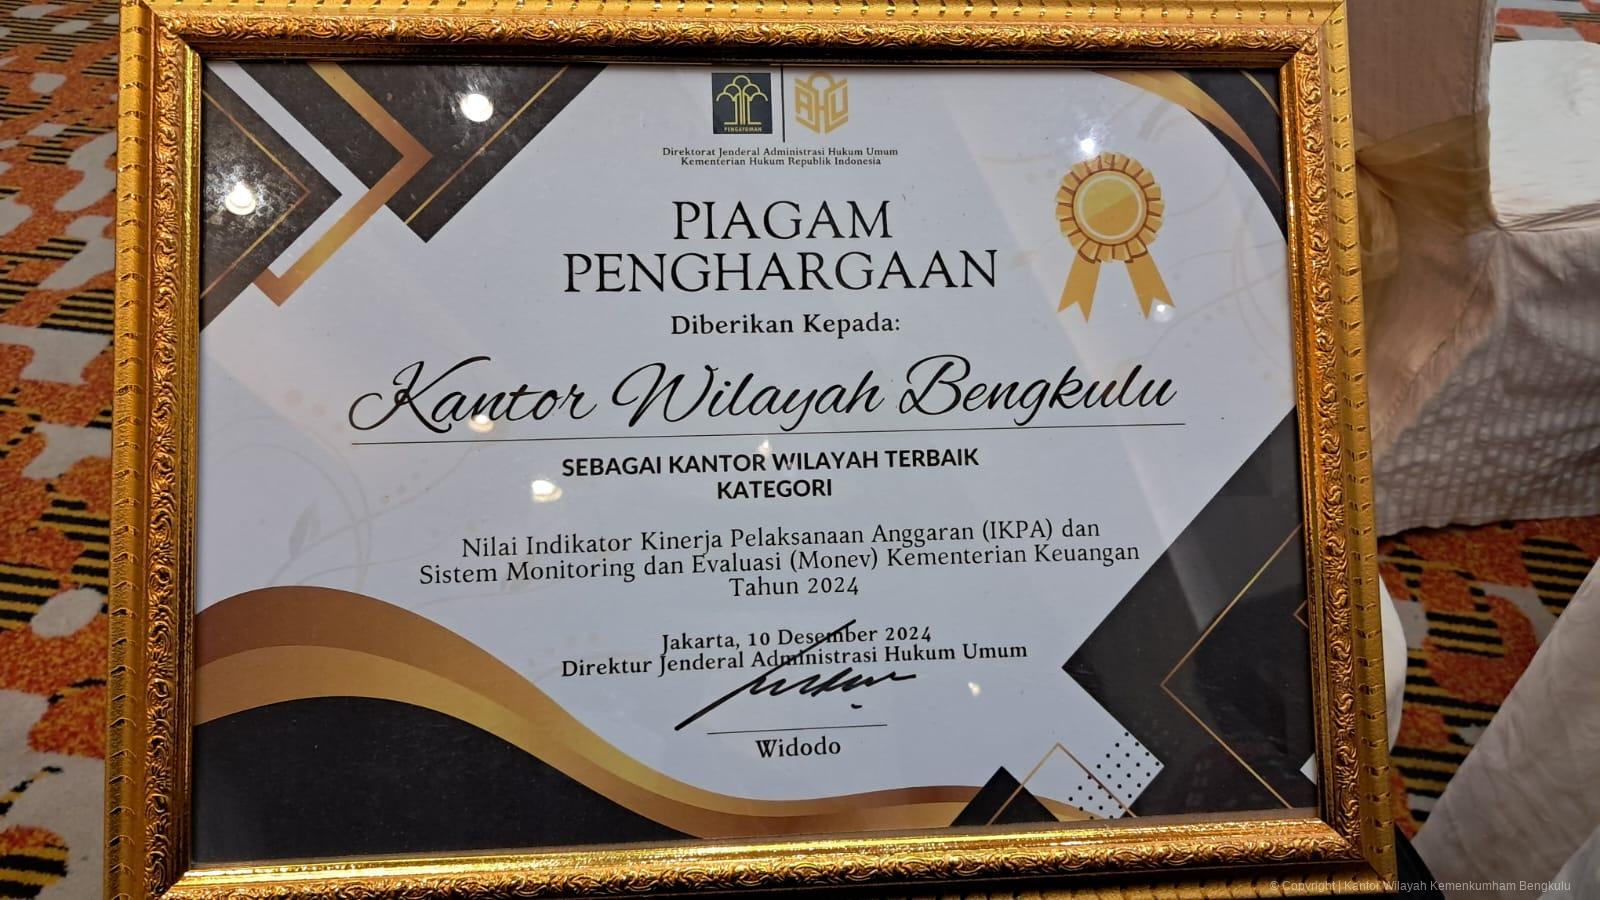 PENGAYOMAN
AHU
Direktorat Jenderal Administrasi Hukum Umum
Kementerian Hukum Republik Indonesia
PIAGAM
PENGHARGAAN
Diberikan Kepada:
Kantor Wilayah Bengkulu
SEBAGAI KANTOR WILAYAH TERBAIK
KATEGORI
Nilai Indikator Kinerja Pelaksanaan Anggaran (IKPA) dan
Sistem Monitoring dan Evaluasi (Monev) Kementerian Keuangan
Tahun 2024
Jakarta, 10 Desember 2024
Direktur Jenderal Administrasi Hukum Umum
Widodo
© Copyright | Kantor Wilayah Kemenkumham Bengkulu